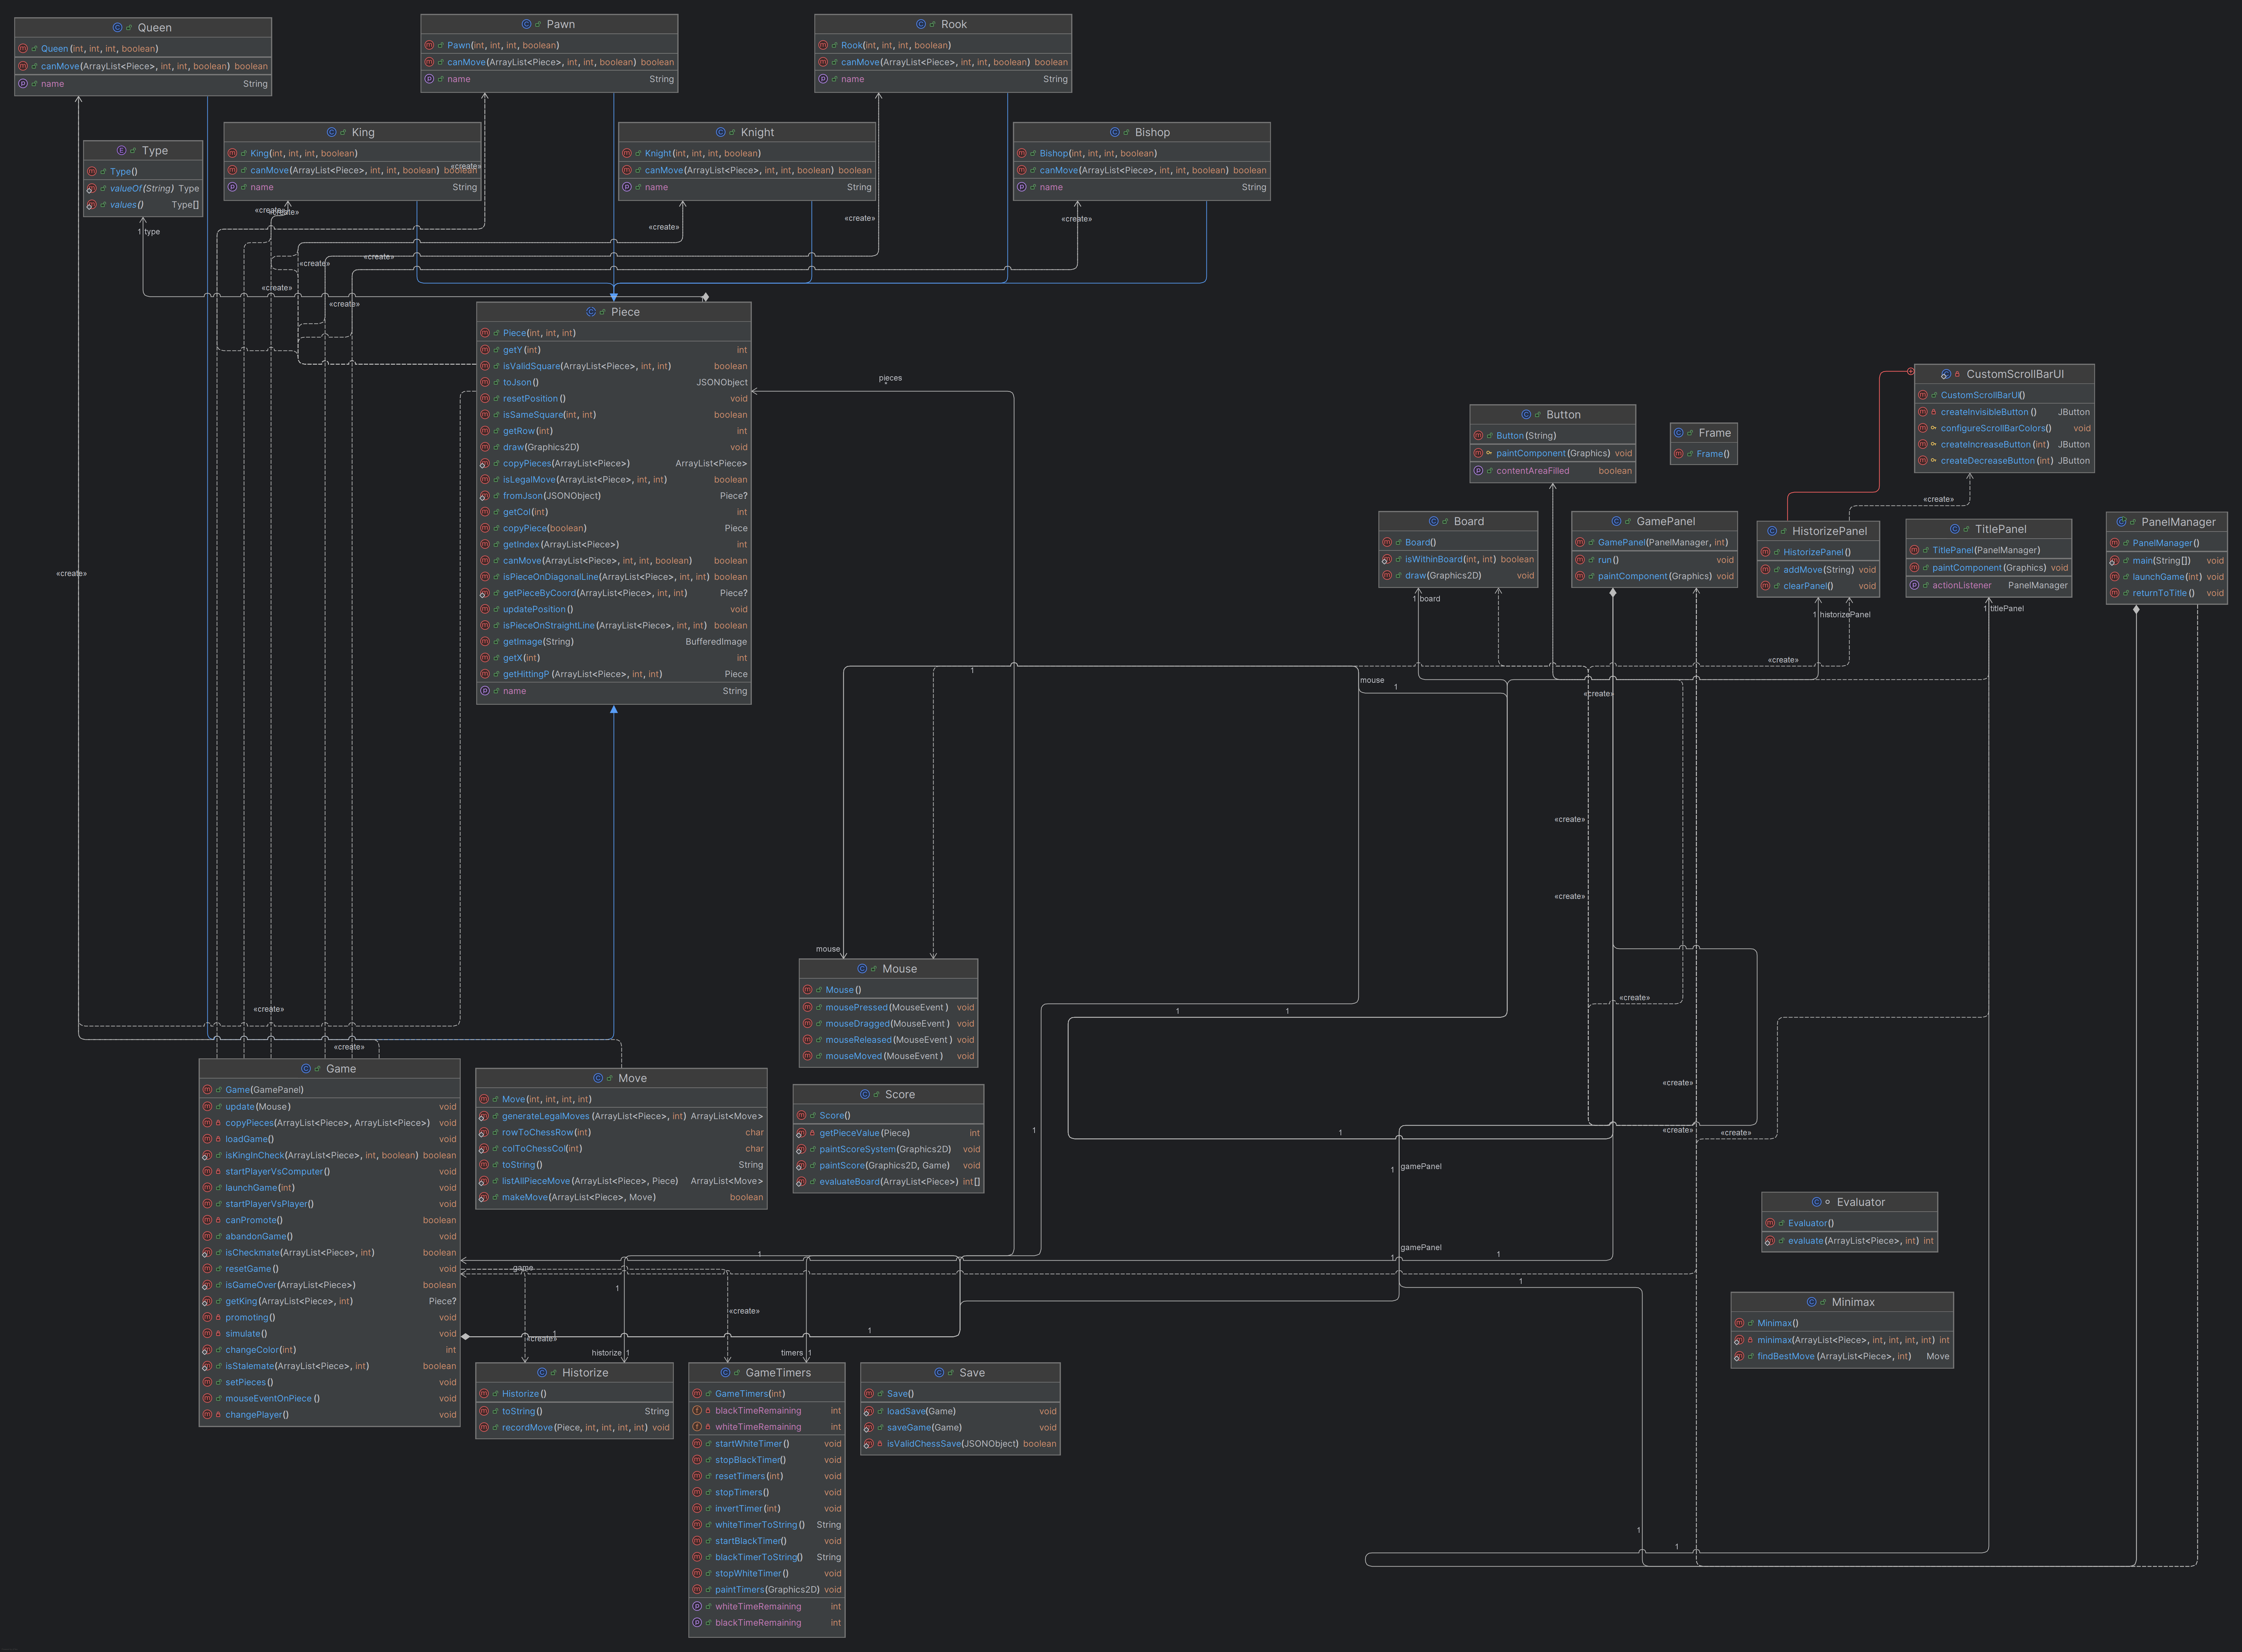 Queen
Queen(int, int, int, boolean)
canMove(ArrayList<Piece>, int, int, boolean) boolean
name String
Pawn
Pawn(int, int, int, boolean)
canMove(ArrayList<Piece>, int, int, boolean) boolean
name String
Rook
Rook(int, int, int, boolean)
canMove(ArrayList<Piece>, int, int, boolean) boolean
name String
Type
Type()
valueOf(String) Type
values() Type[]
King
King(int, int, int, boolean)
canMove(ArrayList<Piece>, int, int, boolean) boolean
name String
Knight
Knight(int, int, int, boolean)
canMove(ArrayList<Piece>, int, int, boolean) boolean
name String
Bishop
Bishop(int, int, int, boolean)
canMove(ArrayList<Piece>, int, int, boolean) boolean
name String
«create»
«create»
«create»
«create»
«create»
«create»
1 type
«create»
«create»
«create»
«create»
Piece
Piece(int, int, int)
getY(int) int
isValidSquare(ArrayList<Piece>, int, int) boolean
toJson() JSONObject
resetPosition() void
isSameSquare(int, int) boolean
getRow(int) int
draw(Graphics2D) void
copyPieces(ArrayList<Piece>) ArrayList<Piece>
isLegalMove(ArrayList<Piece>, int, int) boolean
fromJson(JSONObject) Piece?
getCol(int) int
copyPiece(boolean) Piece
getIndex(ArrayList<Piece>) int
canMove(ArrayList<Piece>, int, int, boolean) boolean
isPieceOnDiagonalLine(ArrayList<Piece>, int, int) boolean
getPieceByCoord(ArrayList<Piece>, int, int) Piece?
updatePosition() void
isPieceOnStraightLine(ArrayList<Piece>, int, int) boolean
getImage(String) BufferedImage
getX(int) int
getHittingP(ArrayList<Piece>, int, int) Piece
name String
pieces
*
«create»
CustomScrollBarUI
CustomScrollBarUI()
createInvisibleButton() JButton
configureScrollBarColors() void
createIncreaseButton(int) JButton
createDecreaseButton(int) JButton
Button
Button(String)
paintComponent(Graphics) void
contentAreaFilled boolean
Frame
Frame()
«create»
Board
Board()
isWithinBoard(int, int) boolean
draw(Graphics2D) void
GamePanel
GamePanel(PanelManager, int)
run() void
paintComponent(Graphics) void
HistorizePanel
HistorizePanel()
addMove(String) void
clearPanel() void
TitlePanel
TitlePanel(PanelManager)
paintComponent(Graphics) void
actionListener PanelManager
PanelManager
PanelManager()
main(String[]) void
launchGame(int) void
returnToTitle() void
1 board
1 historizePanel
1 titlePanel
«create»
1
mouse
1
«create»
«create»
«create»
mouse
Mouse
Mouse()
mousePressed(MouseEvent) void
mouseDragged(MouseEvent) void
mouseReleased(MouseEvent) void
mouseMoved(MouseEvent) void
«create»
«create»
1
1
«create»
Game
Game(GamePanel)
update(Mouse) void
copyPieces(ArrayList<Piece>, ArrayList<Piece>) void
loadGame() void
isKingInCheck(ArrayList<Piece>, int, boolean) boolean
startPlayerVsComputer() void
launchGame(int) void
startPlayerVsPlayer() void
canPromote() boolean
abandonGame() void
isCheckmate(ArrayList<Piece>, int) boolean
resetGame() void
isGameOver(ArrayList<Piece>) boolean
getKing(ArrayList<Piece>, int) Piece?
promoting() void
simulate() void
changeColor(int) int
isStalemate(ArrayList<Piece>, int) boolean
setPieces() void
mouseEventOnPiece() void
changePlayer() void
Move
Move(int, int, int, int)
generateLegalMoves(ArrayList<Piece>, int) ArrayList<Move>
rowToChessRow(int) char
colToChessCol(int) char
toString() String
listAllPieceMove(ArrayList<Piece>, Piece) ArrayList<Move>
makeMove(ArrayList<Piece>, Move) boolean
Score
Score()
getPieceValue(Piece) int
paintScoreSystem(Graphics2D) void
paintScore(Graphics2D, Game) void
evaluateBoard(ArrayList<Piece>) int[]
«create»
1
1
«create»
«create»
1
gamePanel
Evaluator
Evaluator()
evaluate(ArrayList<Piece>, int) int
gamePanel
1
1
1
game
1
1
«create»
«create»
1
1
historize 1
timers 1
Minimax
Minimax()
minimax(ArrayList<Piece>, int, int, int, int) int
findBestMove(ArrayList<Piece>, int) Move
Historize
Historize()
toString() String
recordMove(Piece, int, int, int, int) void
GameTimers
GameTimers(int)
blackTimeRemaining int
whiteTimeRemaining int
startWhiteTimer() void
stopBlackTimer() void
resetTimers(int) void
stopTimers() void
invertTimer(int) void
whiteTimerToString() String
startBlackTimer() void
blackTimerToString() String
stopWhiteTimer() void
paintTimers(Graphics2D) void
whiteTimeRemaining int
blackTimeRemaining int
Save
Save()
loadSave(Game) void
saveGame(Game) void
isValidChessSave(JSONObject) boolean
1
1